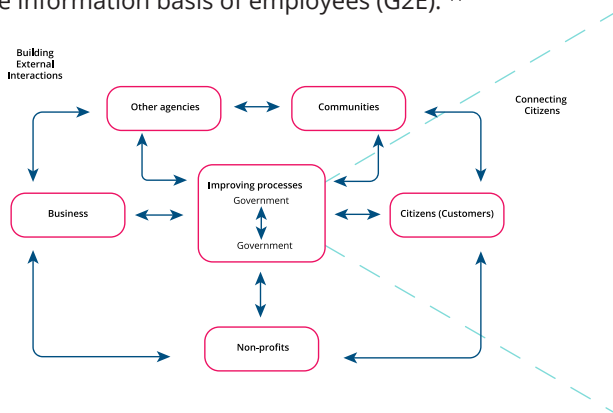 e information basis of employees (G2E).
Building
External
Interactions
Other agencies
Communities
Connecting
Citizens
Improving processes
Government
Business
Citizens (Customers)
Government
Non-profits